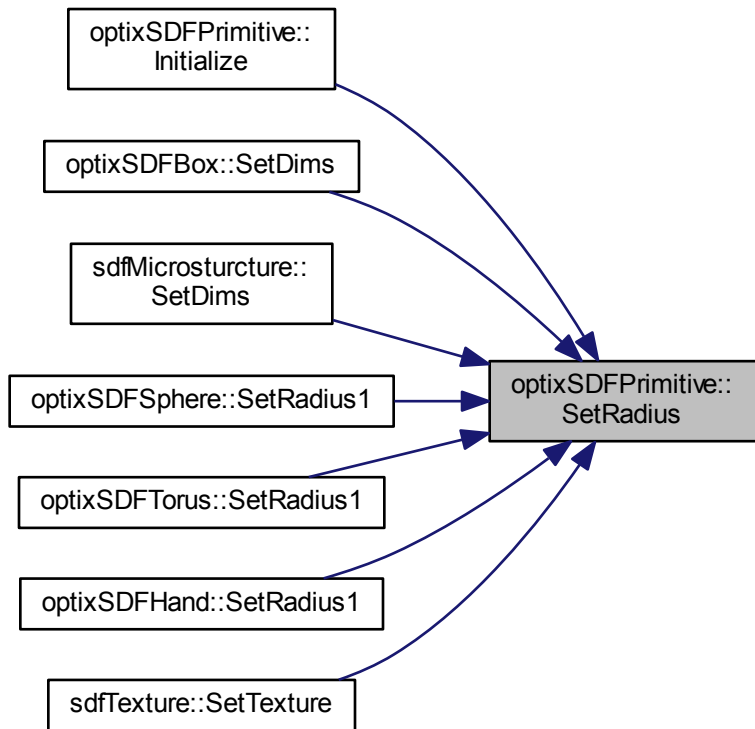 optixSDFPrimitive::
Initialize
optixSDFBox::SetDims
sdfMicrosturcture::
SetDims
optixSDFSphere::SetRadius1
optixSDFPrimitive::
SetRadius
optixSDFTorus::SetRadius1
optixSDFHand::SetRadius1
sdfTexture::SetTexture